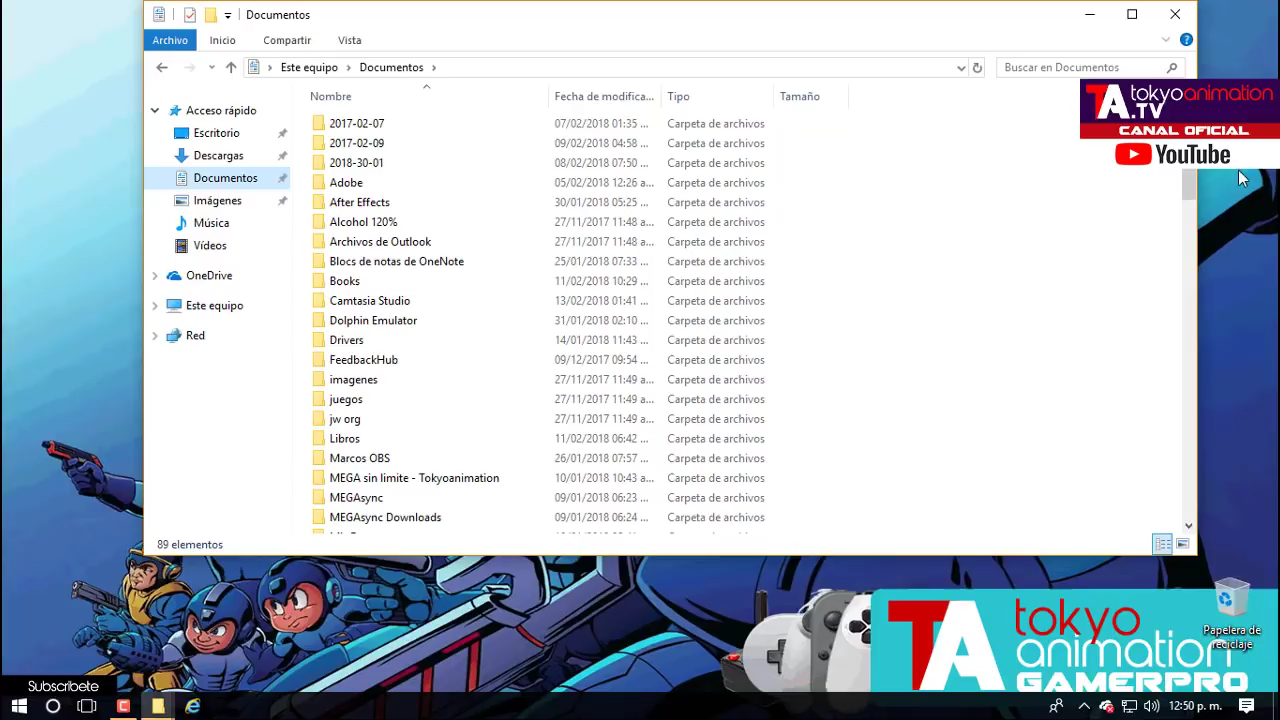 Documentos
Archivo Inicio Compartir Vista
Este equipo Documentos Buscar en Documentos
Nombre Fecha de modifica... Tipo Tamaño
Acceso rápido
Escritorio
Descargas
Documentos
Imágenes
Música
Vídeos
OneDrive
Este equipo
Red
2017-02-07 07/02/2018 01:35 ... Carpeta de archivos
2017-02-09 09/02/2018 04:58 ... Carpeta de archivos
2018-30-01 08/02/2018 07:50 ... Carpeta de archivos
Adobe 05/02/2018 12:26 a... Carpeta de archivos
After Effects 30/01/2018 05:25 ... Carpeta de archivos
Alcohol 120% 27/11/2017 11:48 a... Carpeta de archivos
Archivos de Outlook 27/11/2017 11:48 a... Carpeta de archivos
Blocs de notas de OneNote 25/01/2018 07:33 ... Carpeta de archivos
Books 11/02/2018 10:29 ... Carpeta de archivos
Camtasia Studio 13/02/2018 01:41 ... Carpeta de archivos
Dolphin Emulator 31/01/2018 02:10 ... Carpeta de archivos
Drivers 14/01/2018 11:43 ... Carpeta de archivos
FeedbackHub 09/12/2017 09:54 ... Carpeta de archivos
imagenes 27/11/2017 11:49 a... Carpeta de archivos
juegos 27/11/2017 11:49 a... Carpeta de archivos
jw org 27/11/2017 11:49 a... Carpeta de archivos
Libros 11/02/2018 06:42 ... Carpeta de archivos
Marcos OBS 26/01/2018 07:57 ... Carpeta de archivos
MEGA sin limite - Tokyoanimation 10/01/2018 10:43 a... Carpeta de archivos
MEGAsync 09/01/2018 06:23 ... Carpeta de archivos
MEGAsync Downloads 09/01/2018 06:24 ... Carpeta de archivos
89 elementos
TA tokyoanimation
.TV
CANAL OFICIAL
YouTube
Papelera de
reciclaje
TA tokyo
animation
GAMERPRO
Subscribete
12:50 p. m.